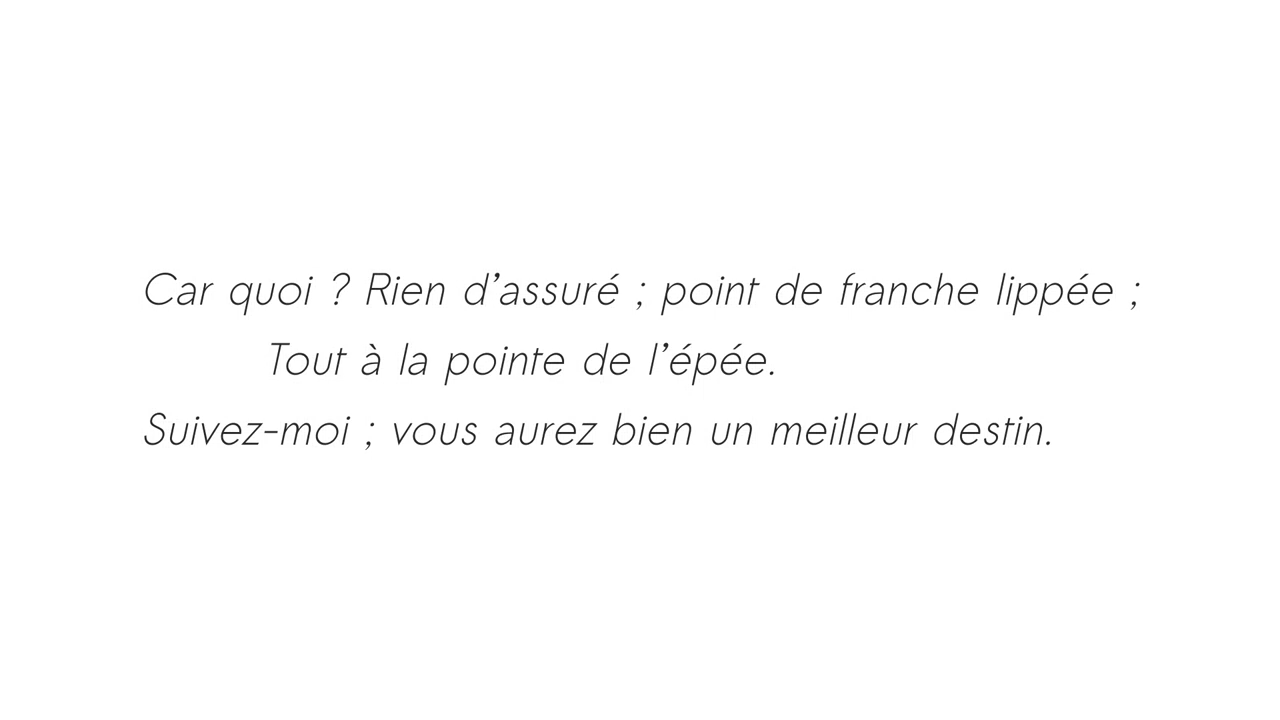 Car quoi ? Rien d’assuré ; point de franche lippée ;
Tout à la pointe de l’épée.
Suivez-moi ; vous aurez bien un meilleur destin.